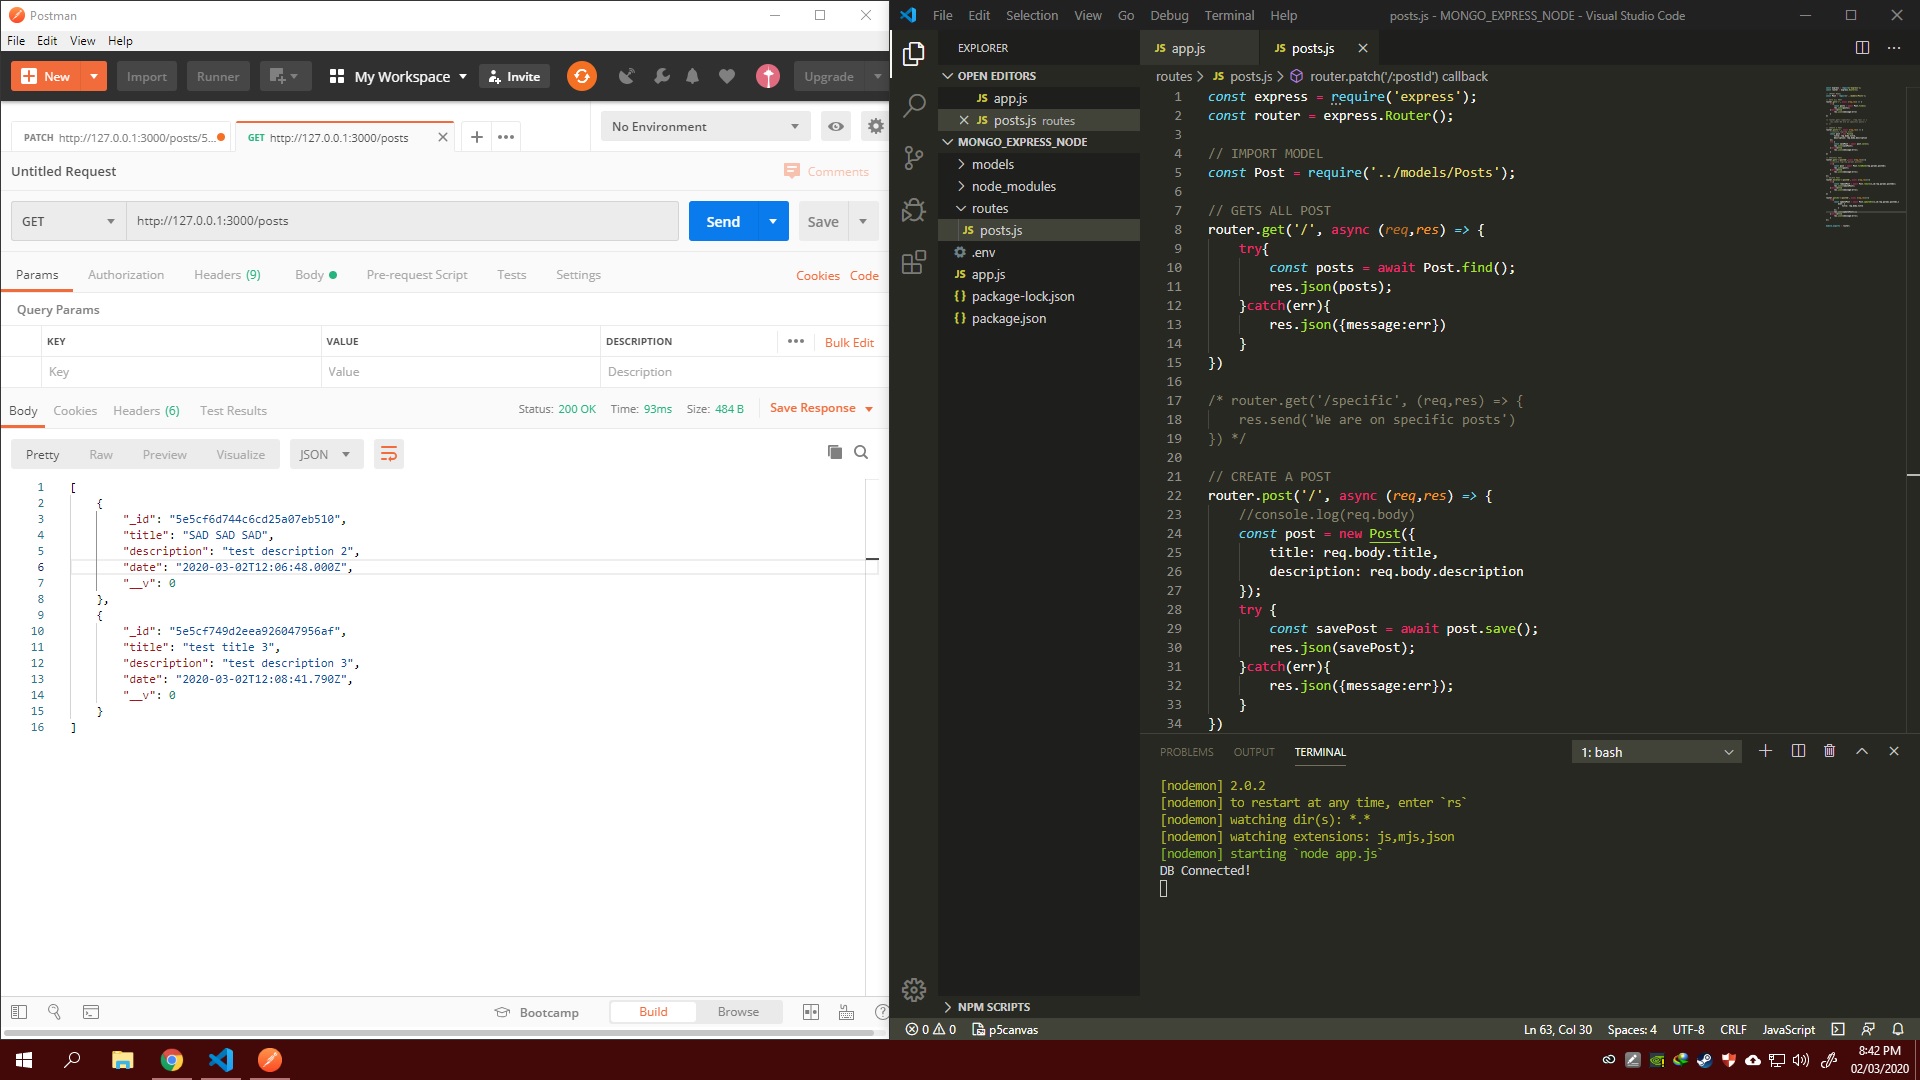 Postman
File Edit View Help
New Import Runner My Workspace Invite Upgrade
PATCH http://127.0.0.1:3000/posts/5... GET http://127.0.0.1:3000/posts
No Environment
Untitled Request
Comments
GET http://127.0.0.1:3000/posts Send Save
Params Authorization Headers (9) Body Pre-request Script Tests Settings Cookies Code
Query Params
KEY VALUE DESCRIPTION Bulk Edit
Key Value Description
Body Cookies Headers (6) Test Results Status: 200 OK Time: 93ms Size: 484 B Save Response
Pretty Raw Preview Visualize JSON
1 [
2 {
3 "_id": "5e5cf6d744c6cd25a07eb510",
4 "title": "SAD SAD SAD",
5 "description": "test description 2",
6 "date": "2020-03-02T12:06:48.000Z",
7 "__v": 0
8 },
9 {
10 "_id": "5e5cf749d2eea926047956af",
11 "title": "test title 3",
12 "description": "test description 3",
13 "date": "2020-03-02T12:08:41.790Z",
14 "__v": 0
15 }
16 ]
Bootcamp Build Browse
File Edit Selection View Go Debug Terminal Help posts.js - MONGO_EXPRESS_NODE - Visual Studio Code
EXPLORER
OPEN EDITORS
JS app.js
JS posts.js routes
MONGO_EXPRESS_NODE
models
node_modules
routes
JS posts.js
.env
JS app.js
{} package-lock.json
{} package.json
NPM SCRIPTS
JS app.js JS posts.js
routes > JS posts.js > router.patch('/:postId') callback
1 const express = require('express');
2 const router = express.Router();
3
4 // IMPORT MODEL
5 const Post = require('../models/Posts');
6
7 // GETS ALL POST
8 router.get('/', async (req,res) => {
9 try{
10 const posts = await Post.find();
11 res.json(posts);
12 }catch(err){
13 res.json({message:err})
14 }
15 })
16
17 /* router.get('/specific', (req,res) => {
18 res.send('We are on specific posts')
19 }) */
20
21 // CREATE A POST
22 router.post('/', async (req,res) => {
23 //console.log(req.body)
24 const post = new Post({
25 title: req.body.title,
26 description: req.body.description
27 });
28 try {
29 const savePost = await post.save();
30 res.json(savePost);
31 }catch(err){
32 res.json({message:err});
33 }
34 })
PROBLEMS OUTPUT TERMINAL 1: bash
[nodemon] 2.0.2
[nodemon] to restart at any time, enter `rs`
[nodemon] watching dir(s): *.*
[nodemon] watching extensions: js,mjs,json
[nodemon] starting `node app.js`
DB Connected!
0 0 p5canvas Ln 63, Col 30 Spaces: 4 UTF-8 CRLF JavaScript
8:42 PM
02/03/2020